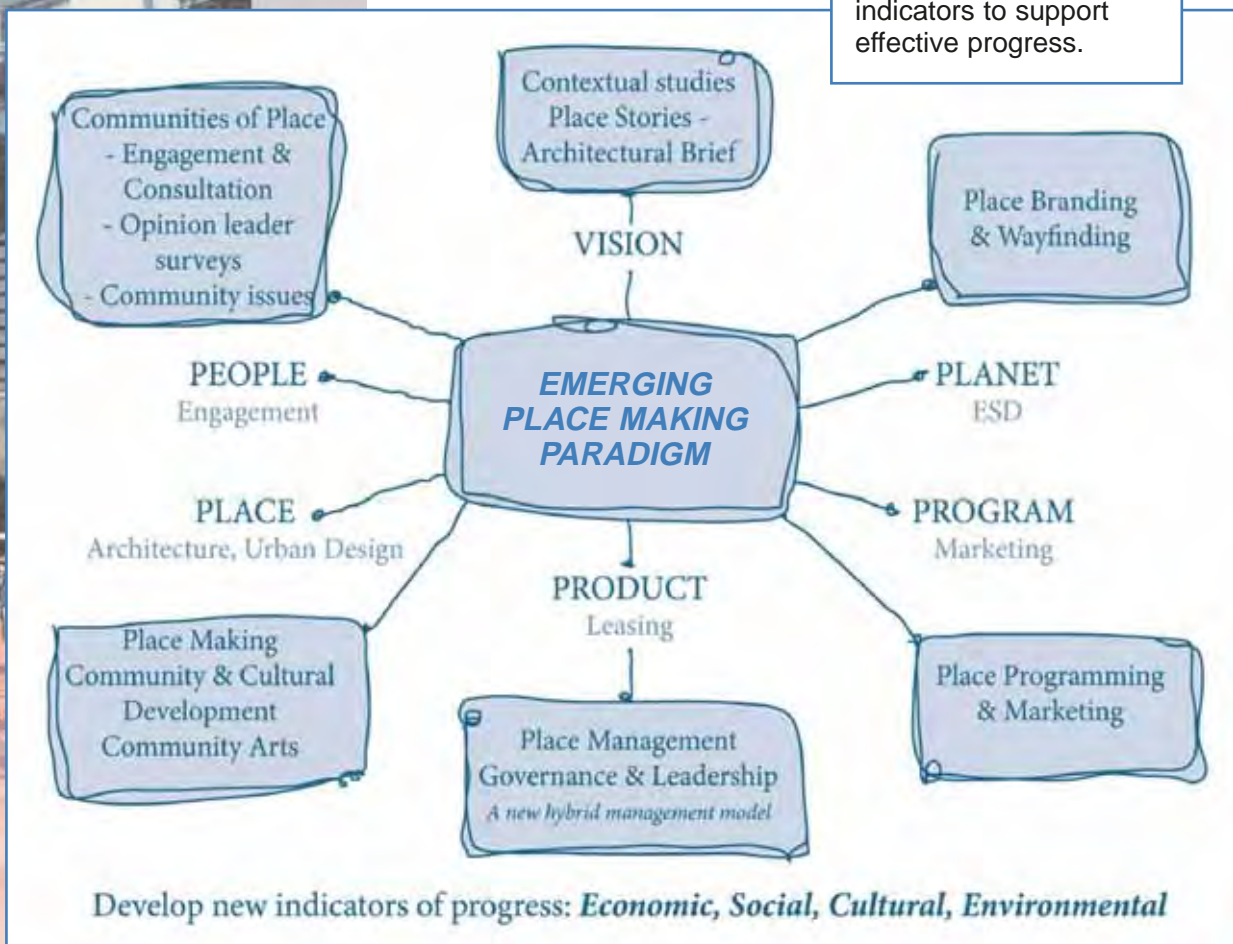 indicators to support
effective progress.
Contextual studies
Place Stories -
Architectural Brief
Communities of Place
- Engagement &
Consultation
- Opinion leader
surveys
- Community issues
Place Branding
& Wayfinding
VISION
EMERGING
PLACE MAKING
PARADIGM
PEOPLE
Engagement
PLANET
ESD
PLACE
Architecture, Urban Design
PROGRAM
Marketing
PRODUCT
Leasing
Place Making
Community & Cultural
Development
Community Arts
Place Management
Governance & Leadership
A new hybrid management model
Place Programming
& Marketing
Develop new indicators of progress: Economic, Social, Cultural, Environmental